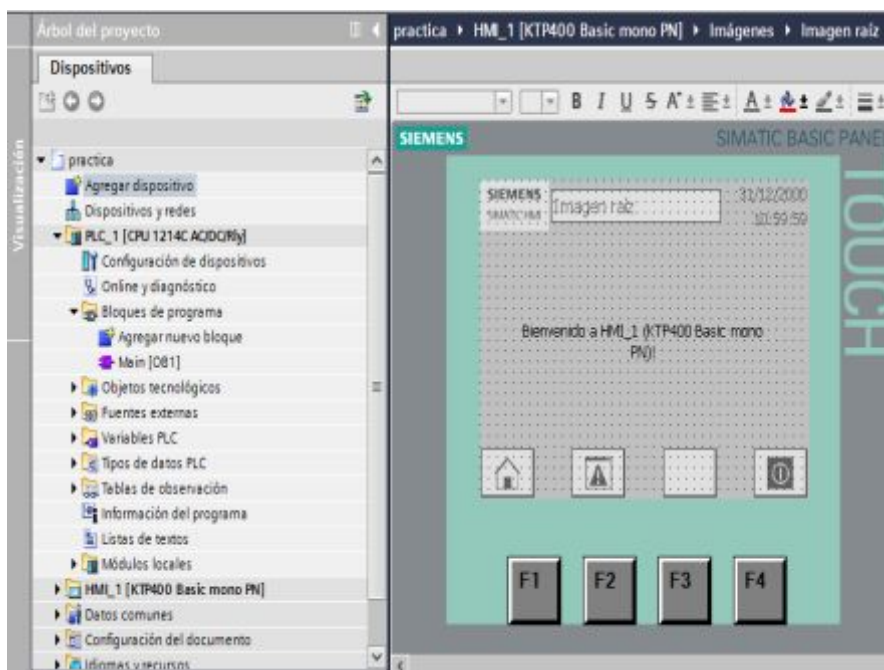 Árbol del proyecto
practica ▸ HMI_1 [KTP400 Basic mono PN] ▸ Imágenes ▸ Imagen raíz
Dispositivos
B I U S A
Visualización
practica
Agregar dispositivo
Dispositivos y redes
PLC_1 [CPU 1214C AC/DC/Rly]
Configuración de dispositivos
Online y diagnóstico
Bloques de programa
Agregar nuevo bloque
Main [OB1]
Objetos tecnológicos
Fuentes externas
Variables PLC
Tipos de datos PLC
Tablas de observación
Información del programa
Listas de textos
Módulos locales
HMI_1 [KTP400 Basic mono PN]
Datos comunes
Configuración del documento
Idiomas y recursos
SIEMENS
SIMATIC BASIC PANE
TOUCH
SIEMENS
SIMATIC HMI
Imagen raíz
31/12/2000
10:59:59
Bienvenido a HMI_1 (KTP400 Basic mono
PN)!
F1
F2
F3
F4